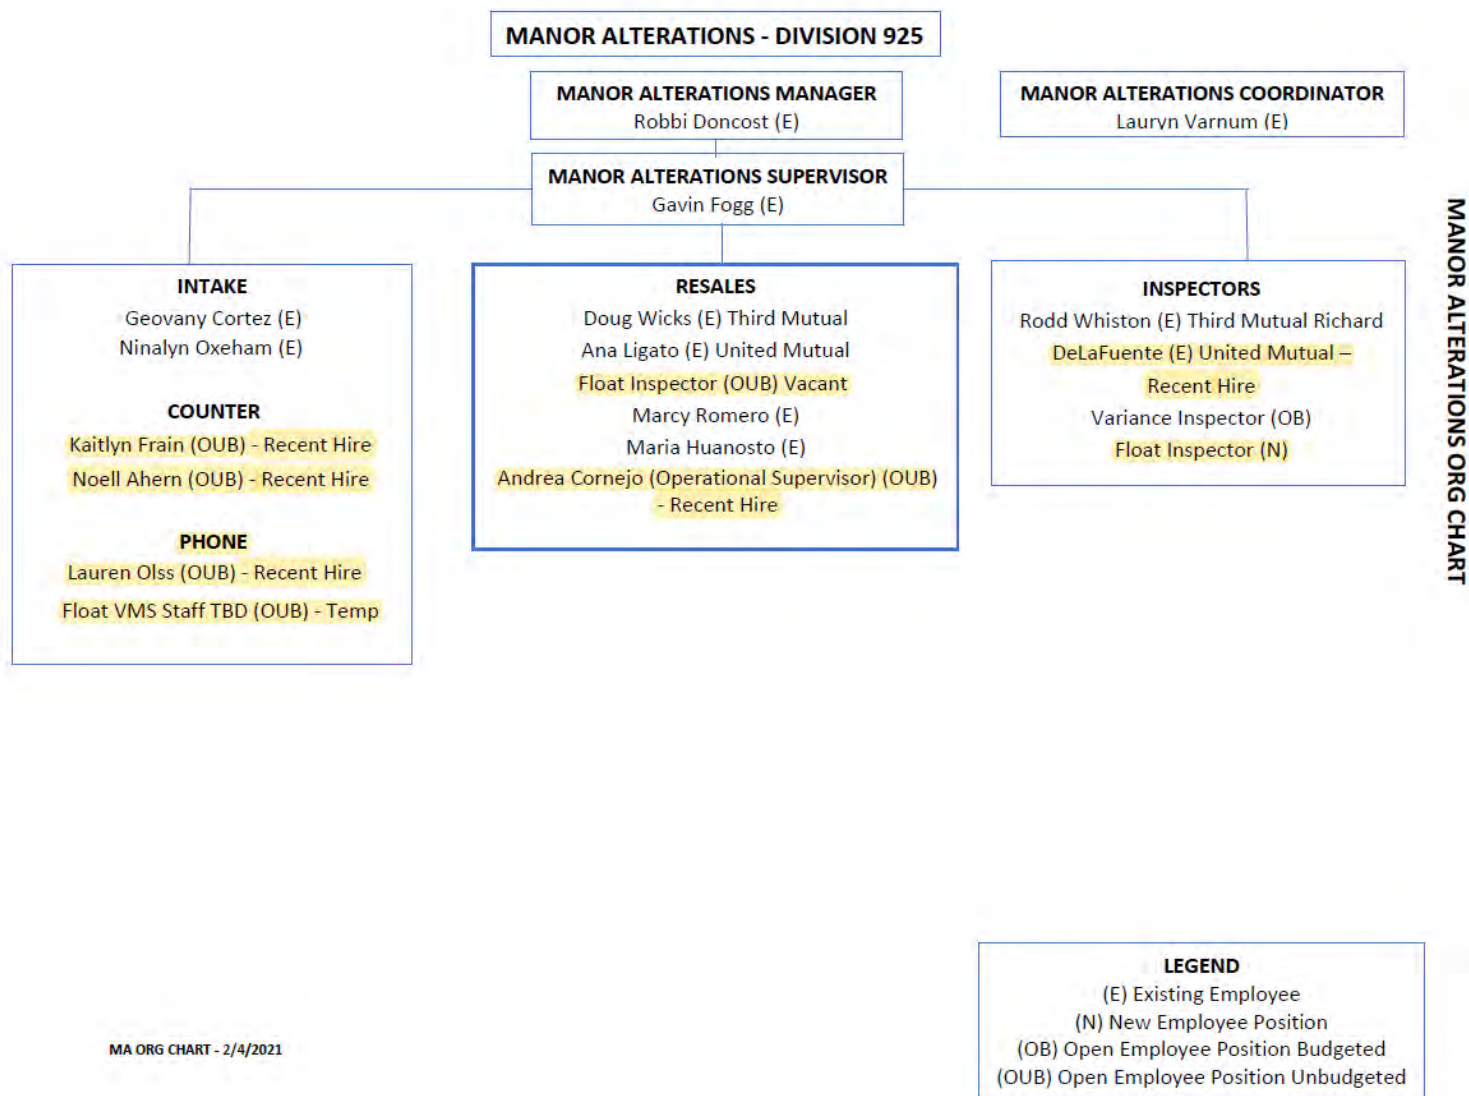 MANOR ALTERATIONS - DIVISION 925
MANOR ALTERATIONS MANAGER
Robbi Doncost (E)
MANOR ALTERATIONS COORDINATOR
Lauryn Varnum (E)
MANOR ALTERATIONS SUPERVISOR
Gavin Fogg (E)
INTAKE
Geovany Cortez (E)
Ninalyn Oxeham (E)
COUNTER
Kaitlyn Frain (OUB) - Recent Hire
Noell Ahern (OUB) - Recent Hire
PHONE
Lauren Olss (OUB) - Recent Hire
Float VMS Staff TBD (OUB) - Temp
RESALES
Doug Wicks (E) Third Mutual
Ana Ligato (E) United Mutual
Float Inspector (OUB) Vacant
Marcy Romero (E)
Maria Huanosto (E)
Andrea Cornejo (Operational Supervisor) (OUB)
- Recent Hire
INSPECTORS
Rodd Whiston (E) Third Mutual Richard
DeLaFuente (E) United Mutual –
Recent Hire
Variance Inspector (OB)
Float Inspector (N)
MANOR ALTERATIONS ORG CHART
LEGEND
(E) Existing Employee
(N) New Employee Position
(OB) Open Employee Position Budgeted
(OUB) Open Employee Position Unbudgeted
MA ORG CHART - 2/4/2021